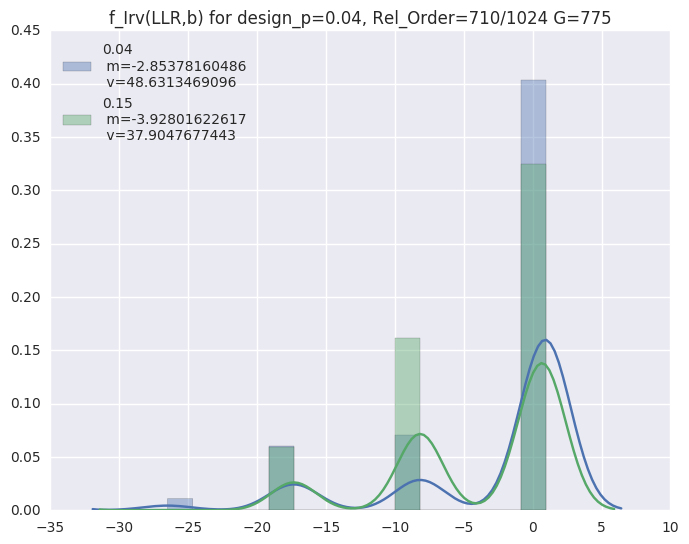 f_Irv(LLR,b) for design_p=0.04, Rel_Order=710/1024 G=775
0.45
0.40
0.35
0.30
0.25
0.20
0.15
0.10
0.05
0.00
0.04
m=-2.85378160486
v=48.6313469096
0.15
m=-3.92801622617
v=37.9047677443
−35 −30 −25 −20 −15 −10 −5 0 5 10